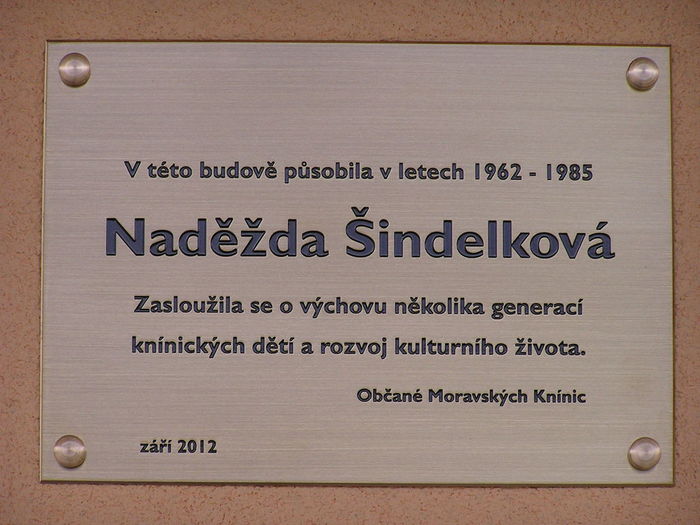 V této budově působila v letech 1962 - 1985
Naděžda Šindelková
Zasloužila se o výchovu několika generací
knínických dětí a rozvoj kulturního života.
Občané Moravských Knínic
září 2012